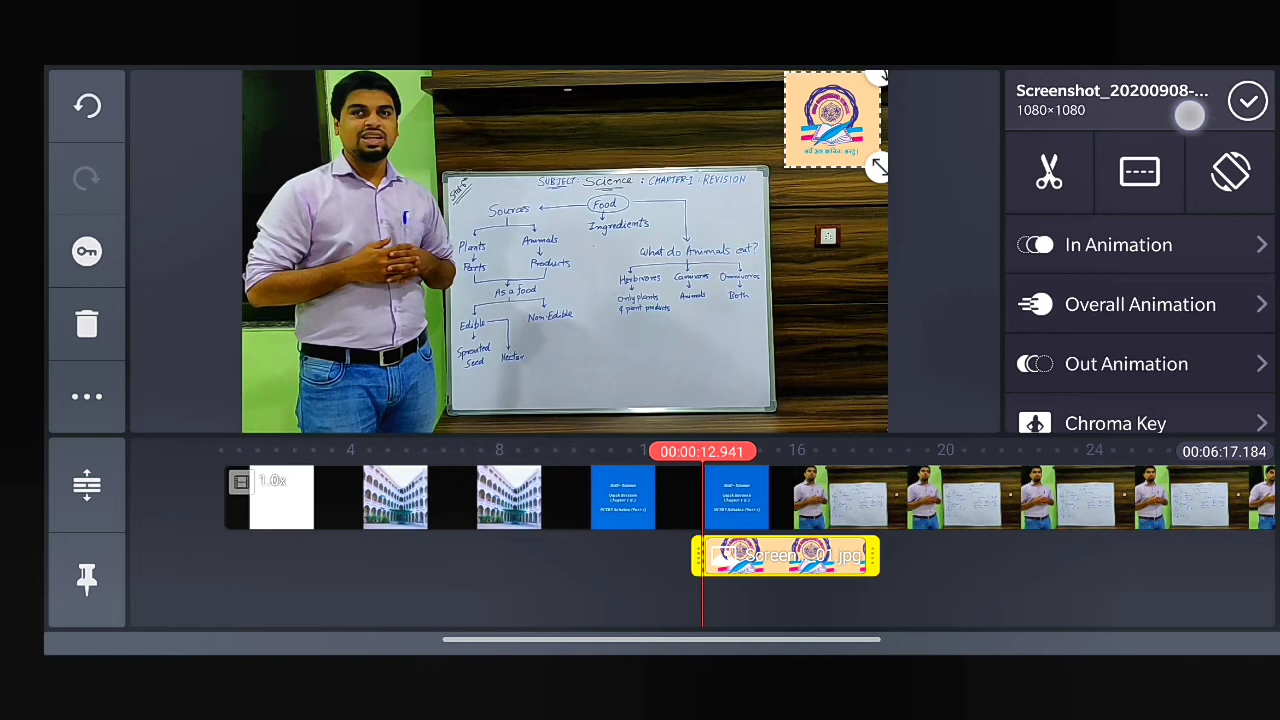 Screenshot_20200908-...
1080×1080
In Animation
Overall Animation
Out Animation
Chroma Key
SUBJECT: Science : CHAPTER-1 : REVISION
Food
Sources
Ingredients
Plants
Animals
What do Animals eat?
Parts
Products
Herbivores
Carnivores
Omnivores
As a food
Only plants
& plant products
Animals
Both
Edible
Non-Edible
Sprouted
Seed
Nectar
4
8
00:00:12.941
16
20
24
00:06:17.184
1.0x
Screen...01.jpg